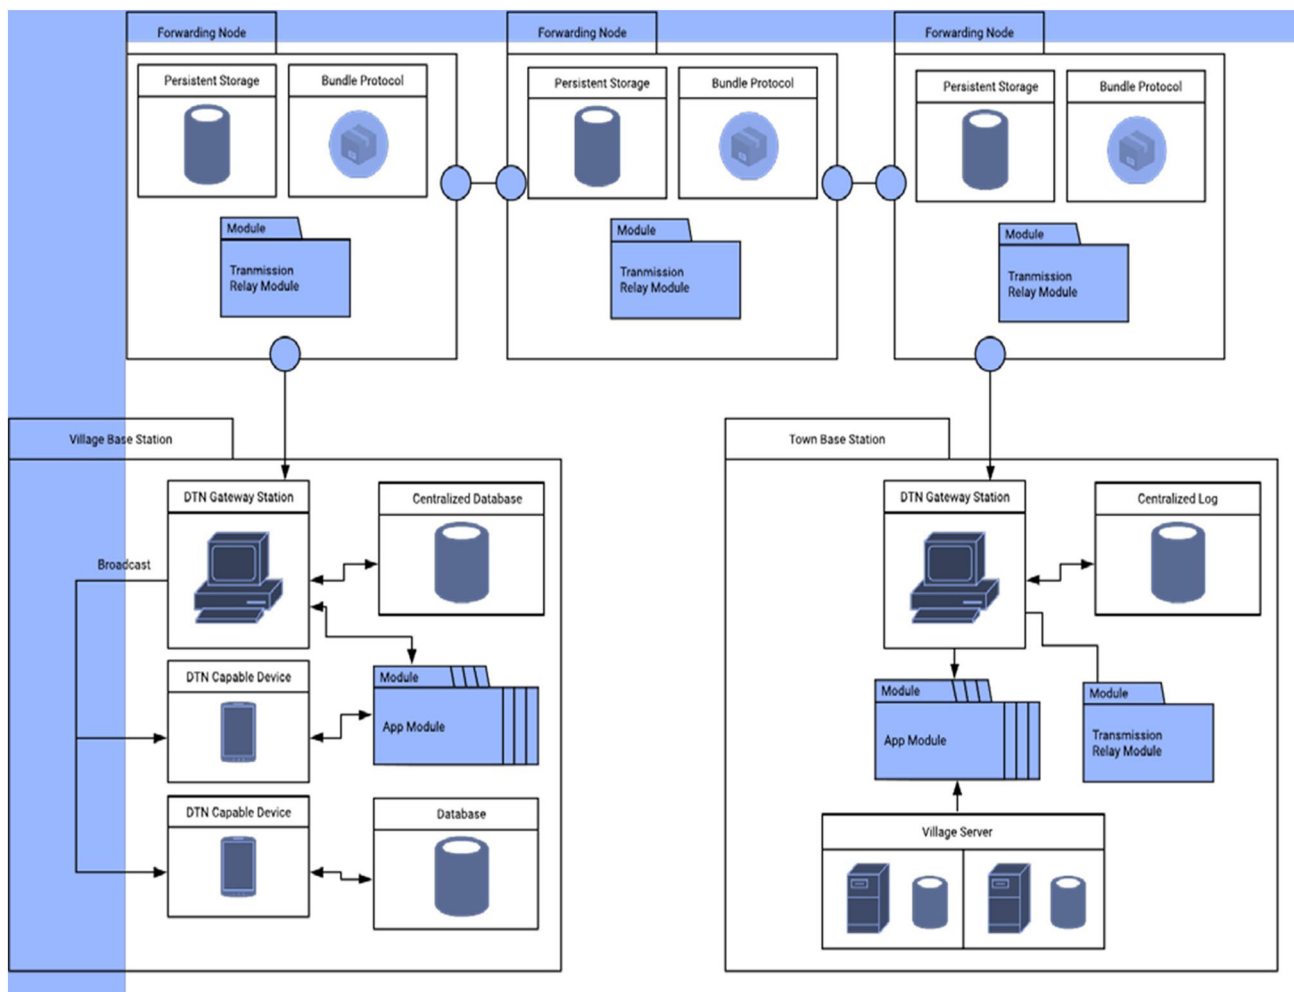 Forwarding Node
Forwarding Node
Forwarding Node
Persistent Storage
Bundle Protocol
Persistent Storage
Bundle Protocol
Persistent Storage
Bundle Protocol
Module
Tranmission
Relay Module
Module
Tranmission
Relay Module
Module
Tranmission
Relay Module
Village Base Station
DTN Gateway Station
Centralized Database
Broadcast
DTN Capable Device
Module
App Module
DTN Capable Device
Database
Town Base Station
DTN Gateway Station
Centralized Log
Module
App Module
Module
Transmission
Relay Module
Village Server